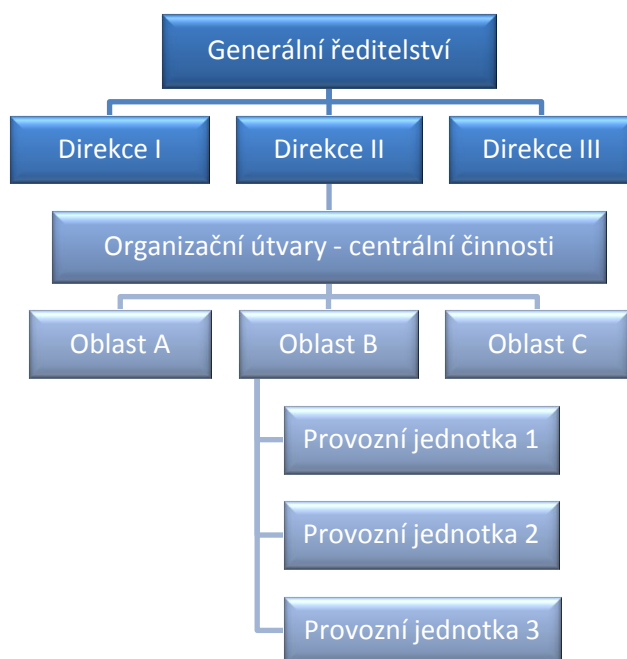 Generální ředitelství
Direkce I
Direkce II
Direkce III
Organizační útvary - centrální činnosti
Oblast A
Oblast B
Oblast C
Provozní jednotka 1
Provozní jednotka 2
Provozní jednotka 3